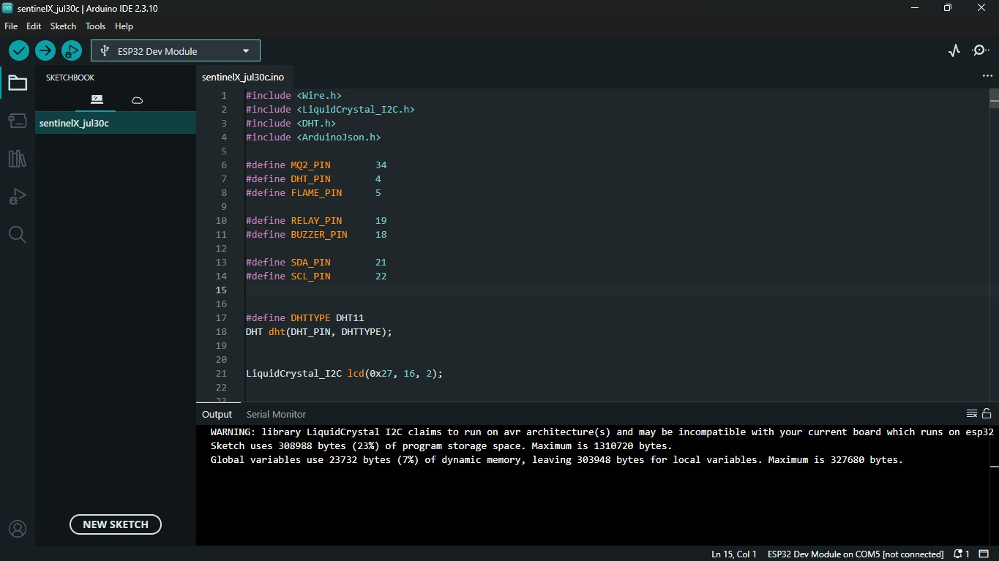 sentinelX_jul30c | Arduino IDE 2.3.10
File Edit Sketch Tools Help
ESP32 Dev Module
SKETCHBOOK
sentinelX_jul30c
NEW SKETCH
sentinelX_jul30c.ino
1 #include <Wire.h>
2 #include <LiquidCrystal_I2C.h>
3 #include <DHT.h>
4 #include <ArduinoJson.h>
5
6 #define MQ2_PIN 34
7 #define DHT_PIN 4
8 #define FLAME_PIN 5
9
10 #define RELAY_PIN 19
11 #define BUZZER_PIN 18
12
13 #define SDA_PIN 21
14 #define SCL_PIN 22
15
16
17 #define DHTTYPE DHT11
18 DHT dht(DHT_PIN, DHTTYPE);
19
20
21 LiquidCrystal_I2C lcd(0x27, 16, 2);
22
23
Output Serial Monitor
WARNING: library LiquidCrystal I2C claims to run on avr architecture(s) and may be incompatible with your current board which runs on esp32
Sketch uses 308988 bytes (23%) of program storage space. Maximum is 1310720 bytes.
Global variables use 23732 bytes (7%) of dynamic memory, leaving 303948 bytes for local variables. Maximum is 327680 bytes.
Ln 15, Col 1 ESP32 Dev Module on COM5 [not connected] 1